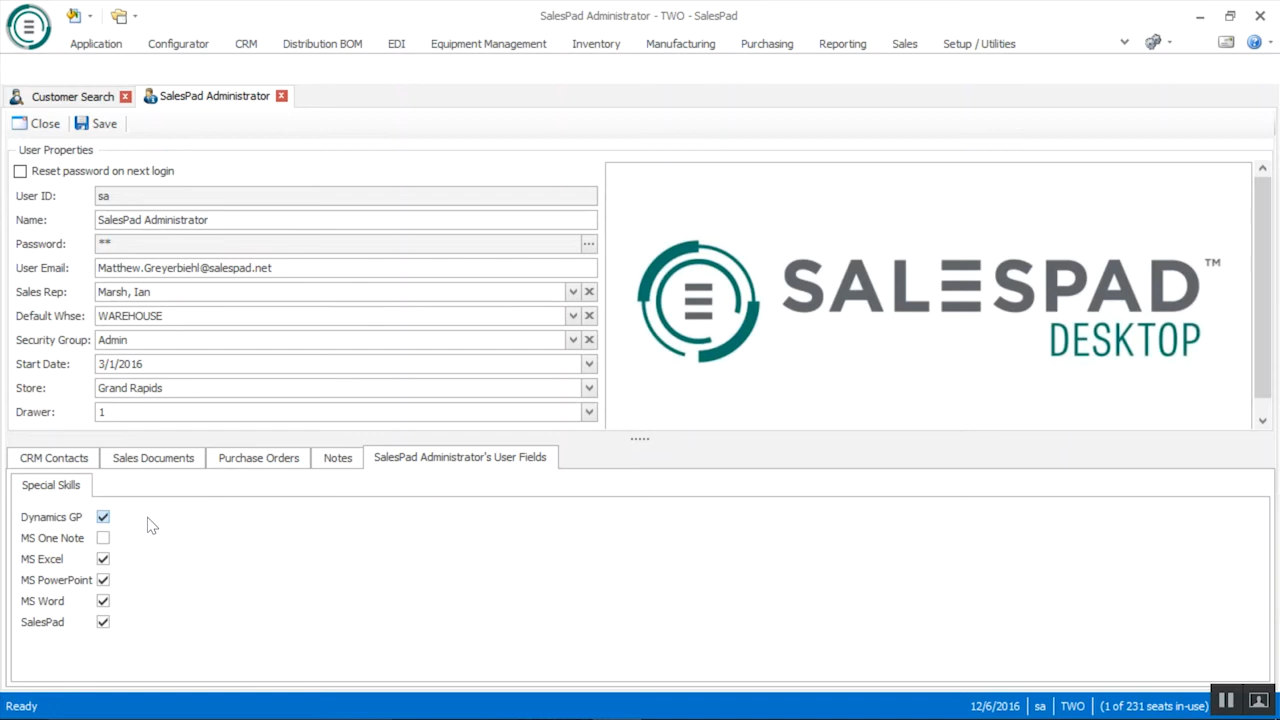 SalesPad Administrator - TWO - SalesPad
Application Configurator CRM Distribution BOM EDI Equipment Management Inventory Manufacturing Purchasing Reporting Sales Setup / Utilities
Customer Search SalesPad Administrator
Close Save
User Properties
Reset password on next login
User ID: sa
Name: SalesPad Administrator
Password: **
User Email: Matthew.Greyerbiehl@salespad.net
Sales Rep: Marsh, Ian
Default Whse: WAREHOUSE
Security Group: Admin
Start Date: 3/1/2016
Store: Grand Rapids
Drawer: 1
SALESPAD™
DESKTOP
CRM Contacts Sales Documents Purchase Orders Notes SalesPad Administrator's User Fields
Special Skills
Dynamics GP
MS One Note
MS Excel
MS PowerPoint
MS Word
SalesPad
Ready 12/6/2016 sa TWO (1 of 231 seats in-use)